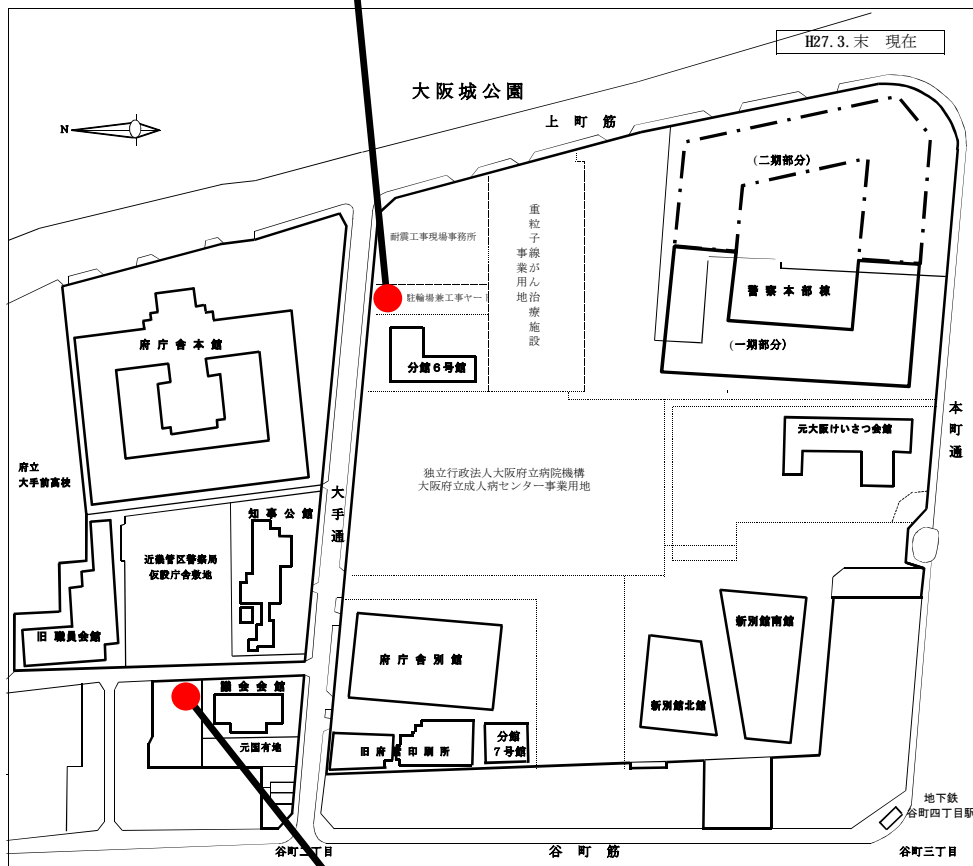 H27.3.末 現在
大阪城公園
N
上町筋
(二期部分)
耐震工事現場事務所
重粒子線がん治療施設
事業用地
警察本部棟
駐輪場兼工事ヤード
府庁舎本館
(一期部分)
分館6号館
本町通
元大阪けいさつ会館
府立
大手前高校
独立行政法人大阪府立病院機構
大阪府立成人病センター事業用地
大手通
知事公館
近畿管区警察局
仮設庁舎敷地
旧 職員会館
府庁舎別館
新別館南館
新別館北館
議会会館
元国有地
旧府 印刷所
分館
7号館
地下鉄
谷町四丁目駅
谷町二丁目
谷町筋
谷町三丁目